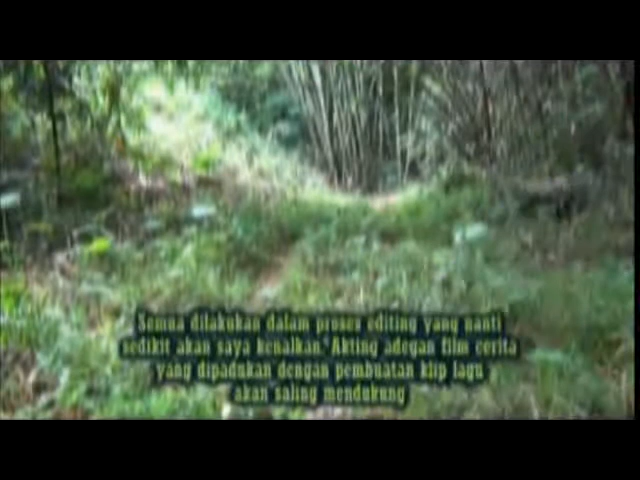 Semua dilakukan dalam proses editing yang nanti
sedikit akan saya kenalkan. Akting adegan film cerita
yang dipadukan dengan pembuatan klip lagu
akan saling mendukung